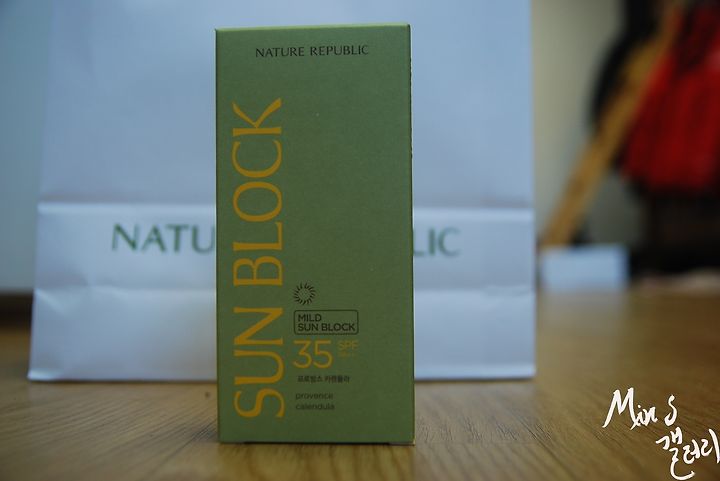 NATURE REPUBLIC
SUN BLOCK
MILD
SUN BLOCK
35 SPF
프로방스 카렌듈라
provence
calendula
NATU
LIC
Min S
갤러리